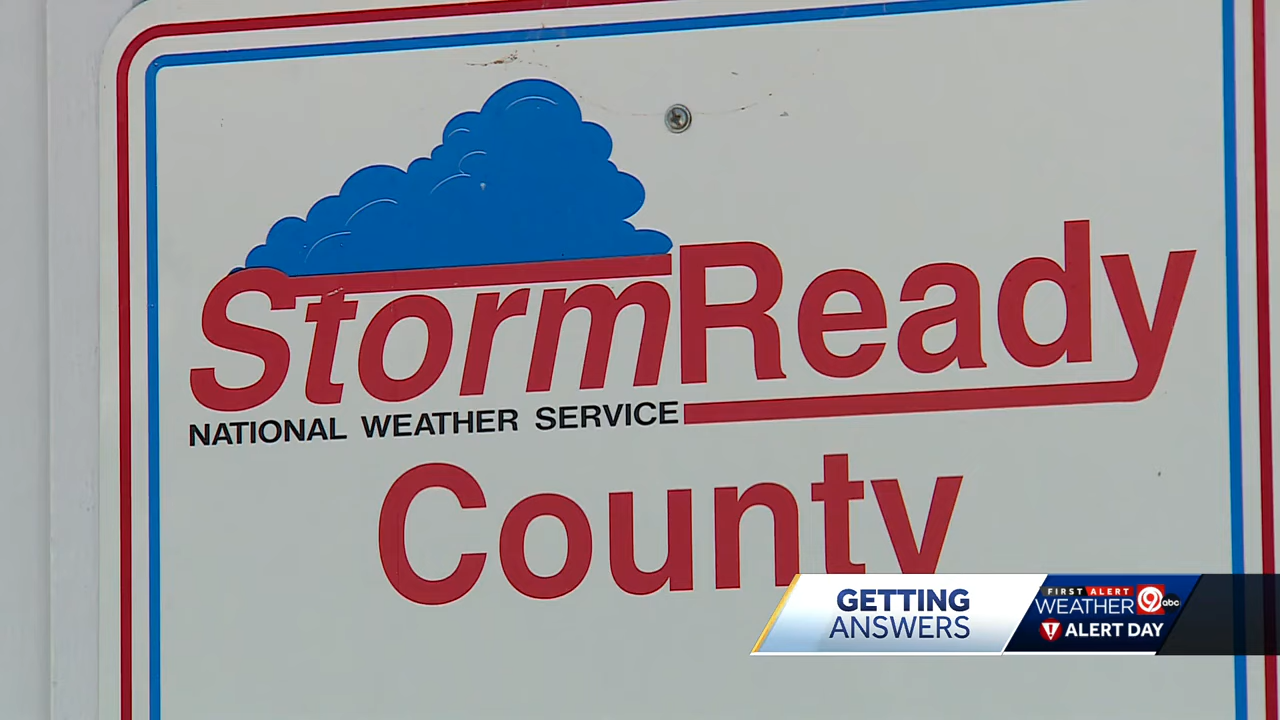 StormReady
NATIONAL WEATHER SERVICE
County
GETTING
ANSWERS
FIRST ALERT
WEATHER 9 abc
! ALERT DAY